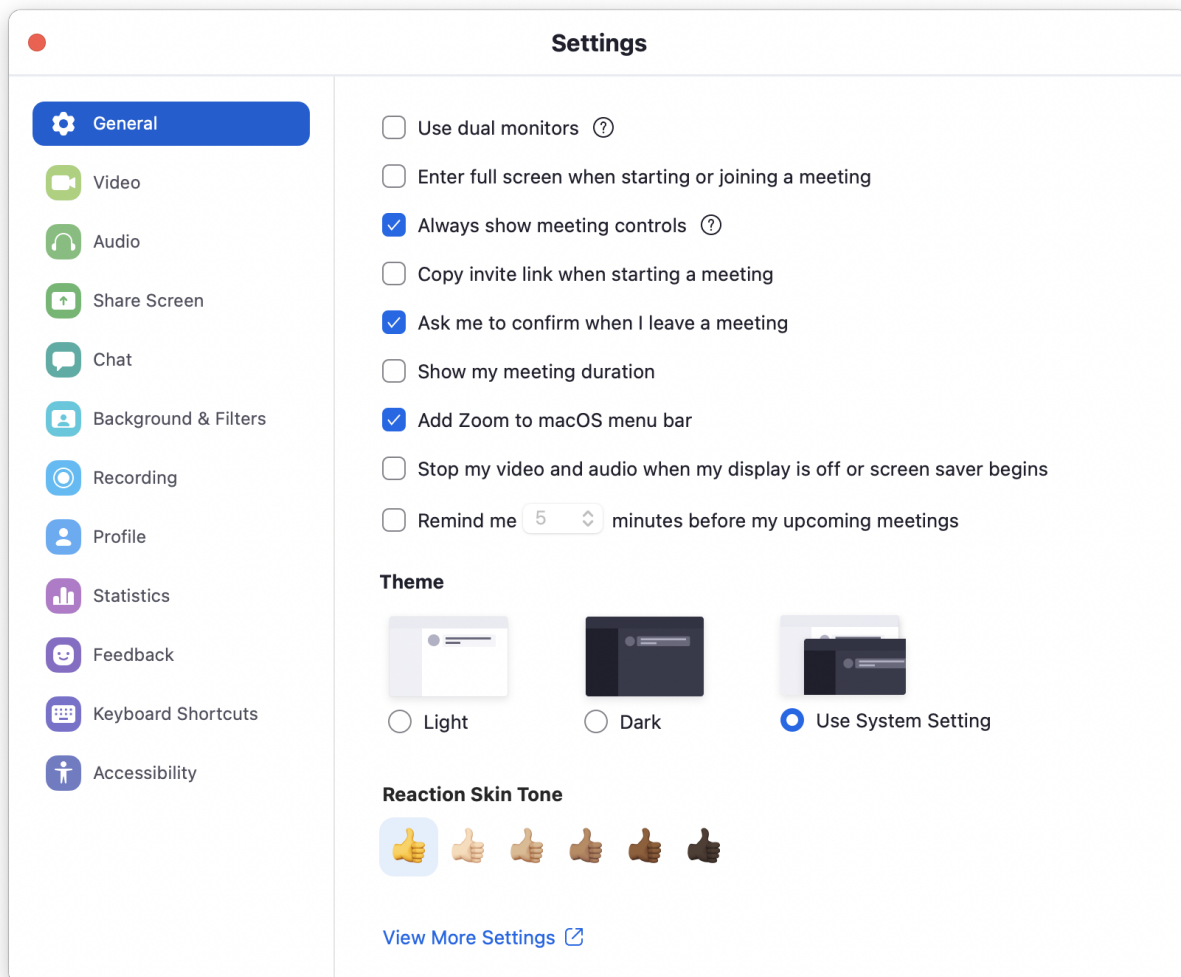 Settings
General
Video
Audio
Share Screen
Chat
Background & Filters
Recording
Profile
Statistics
Feedback
Keyboard Shortcuts
Accessibility
Use dual monitors ?
Enter full screen when starting or joining a meeting
Always show meeting controls ?
Copy invite link when starting a meeting
Ask me to confirm when I leave a meeting
Show my meeting duration
Add Zoom to macOS menu bar
Stop my video and audio when my display is off or screen saver begins
Remind me 5 minutes before my upcoming meetings
Theme
Light Dark Use System Setting
Reaction Skin Tone
View More Settings